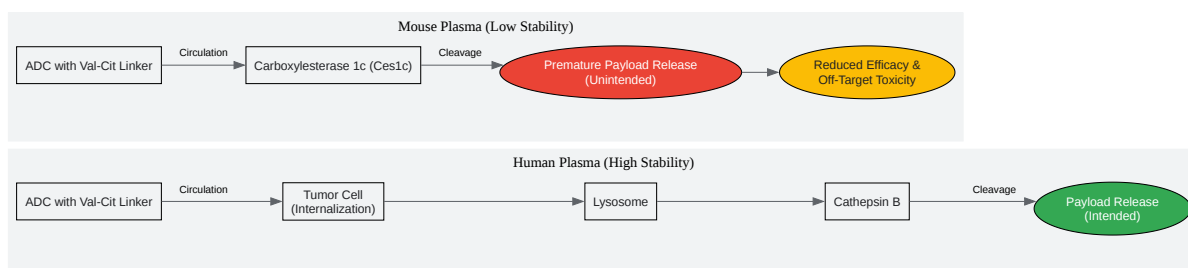 Mouse Plasma (Low Stability)
ADC with Val-Cit Linker
Circulation
Carboxylesterase 1c (Ces1c)
Cleavage
Premature Payload Release
(Unintended)
Reduced Efficacy &
Off-Target Toxicity
Human Plasma (High Stability)
ADC with Val-Cit Linker
Circulation
Tumor Cell
(Internalization)
Lysosome
Cathepsin B
Cleavage
Payload Release
(Intended)